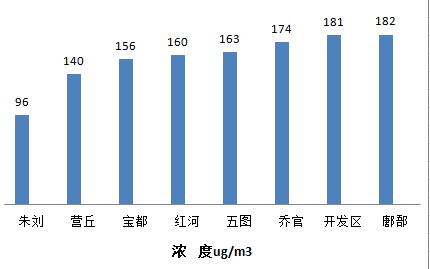 96 140 156 160 163 174 181 182
朱刘 营丘 宝都 红河 五图 乔官 开发区 鄌郚
浓 度ug/m3